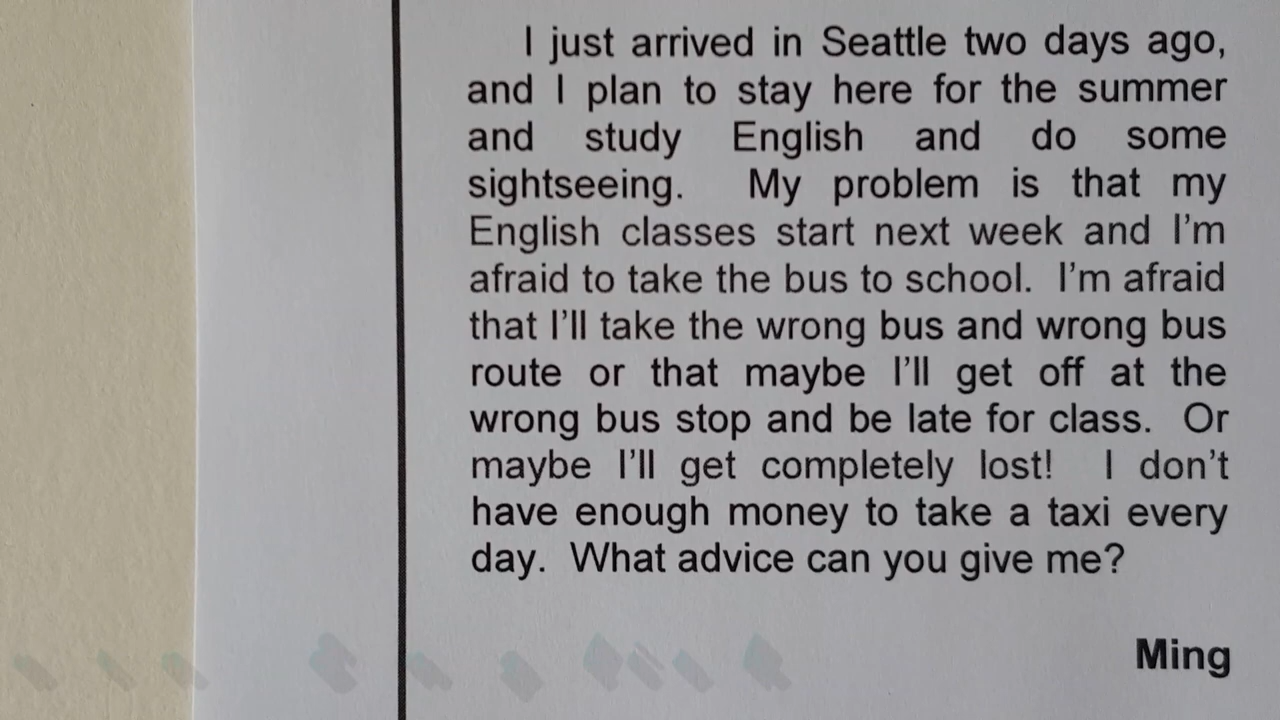 I just arrived in Seattle two days ago,
and I plan to stay here for the summer
and study English and do some
sightseeing. My problem is that my
English classes start next week and I'm
afraid to take the bus to school. I'm afraid
that I'll take the wrong bus and wrong bus
route or that maybe I'll get off at the
wrong bus stop and be late for class. Or
maybe I'll get completely lost! I don't
have enough money to take a taxi every
day. What advice can you give me?
Ming